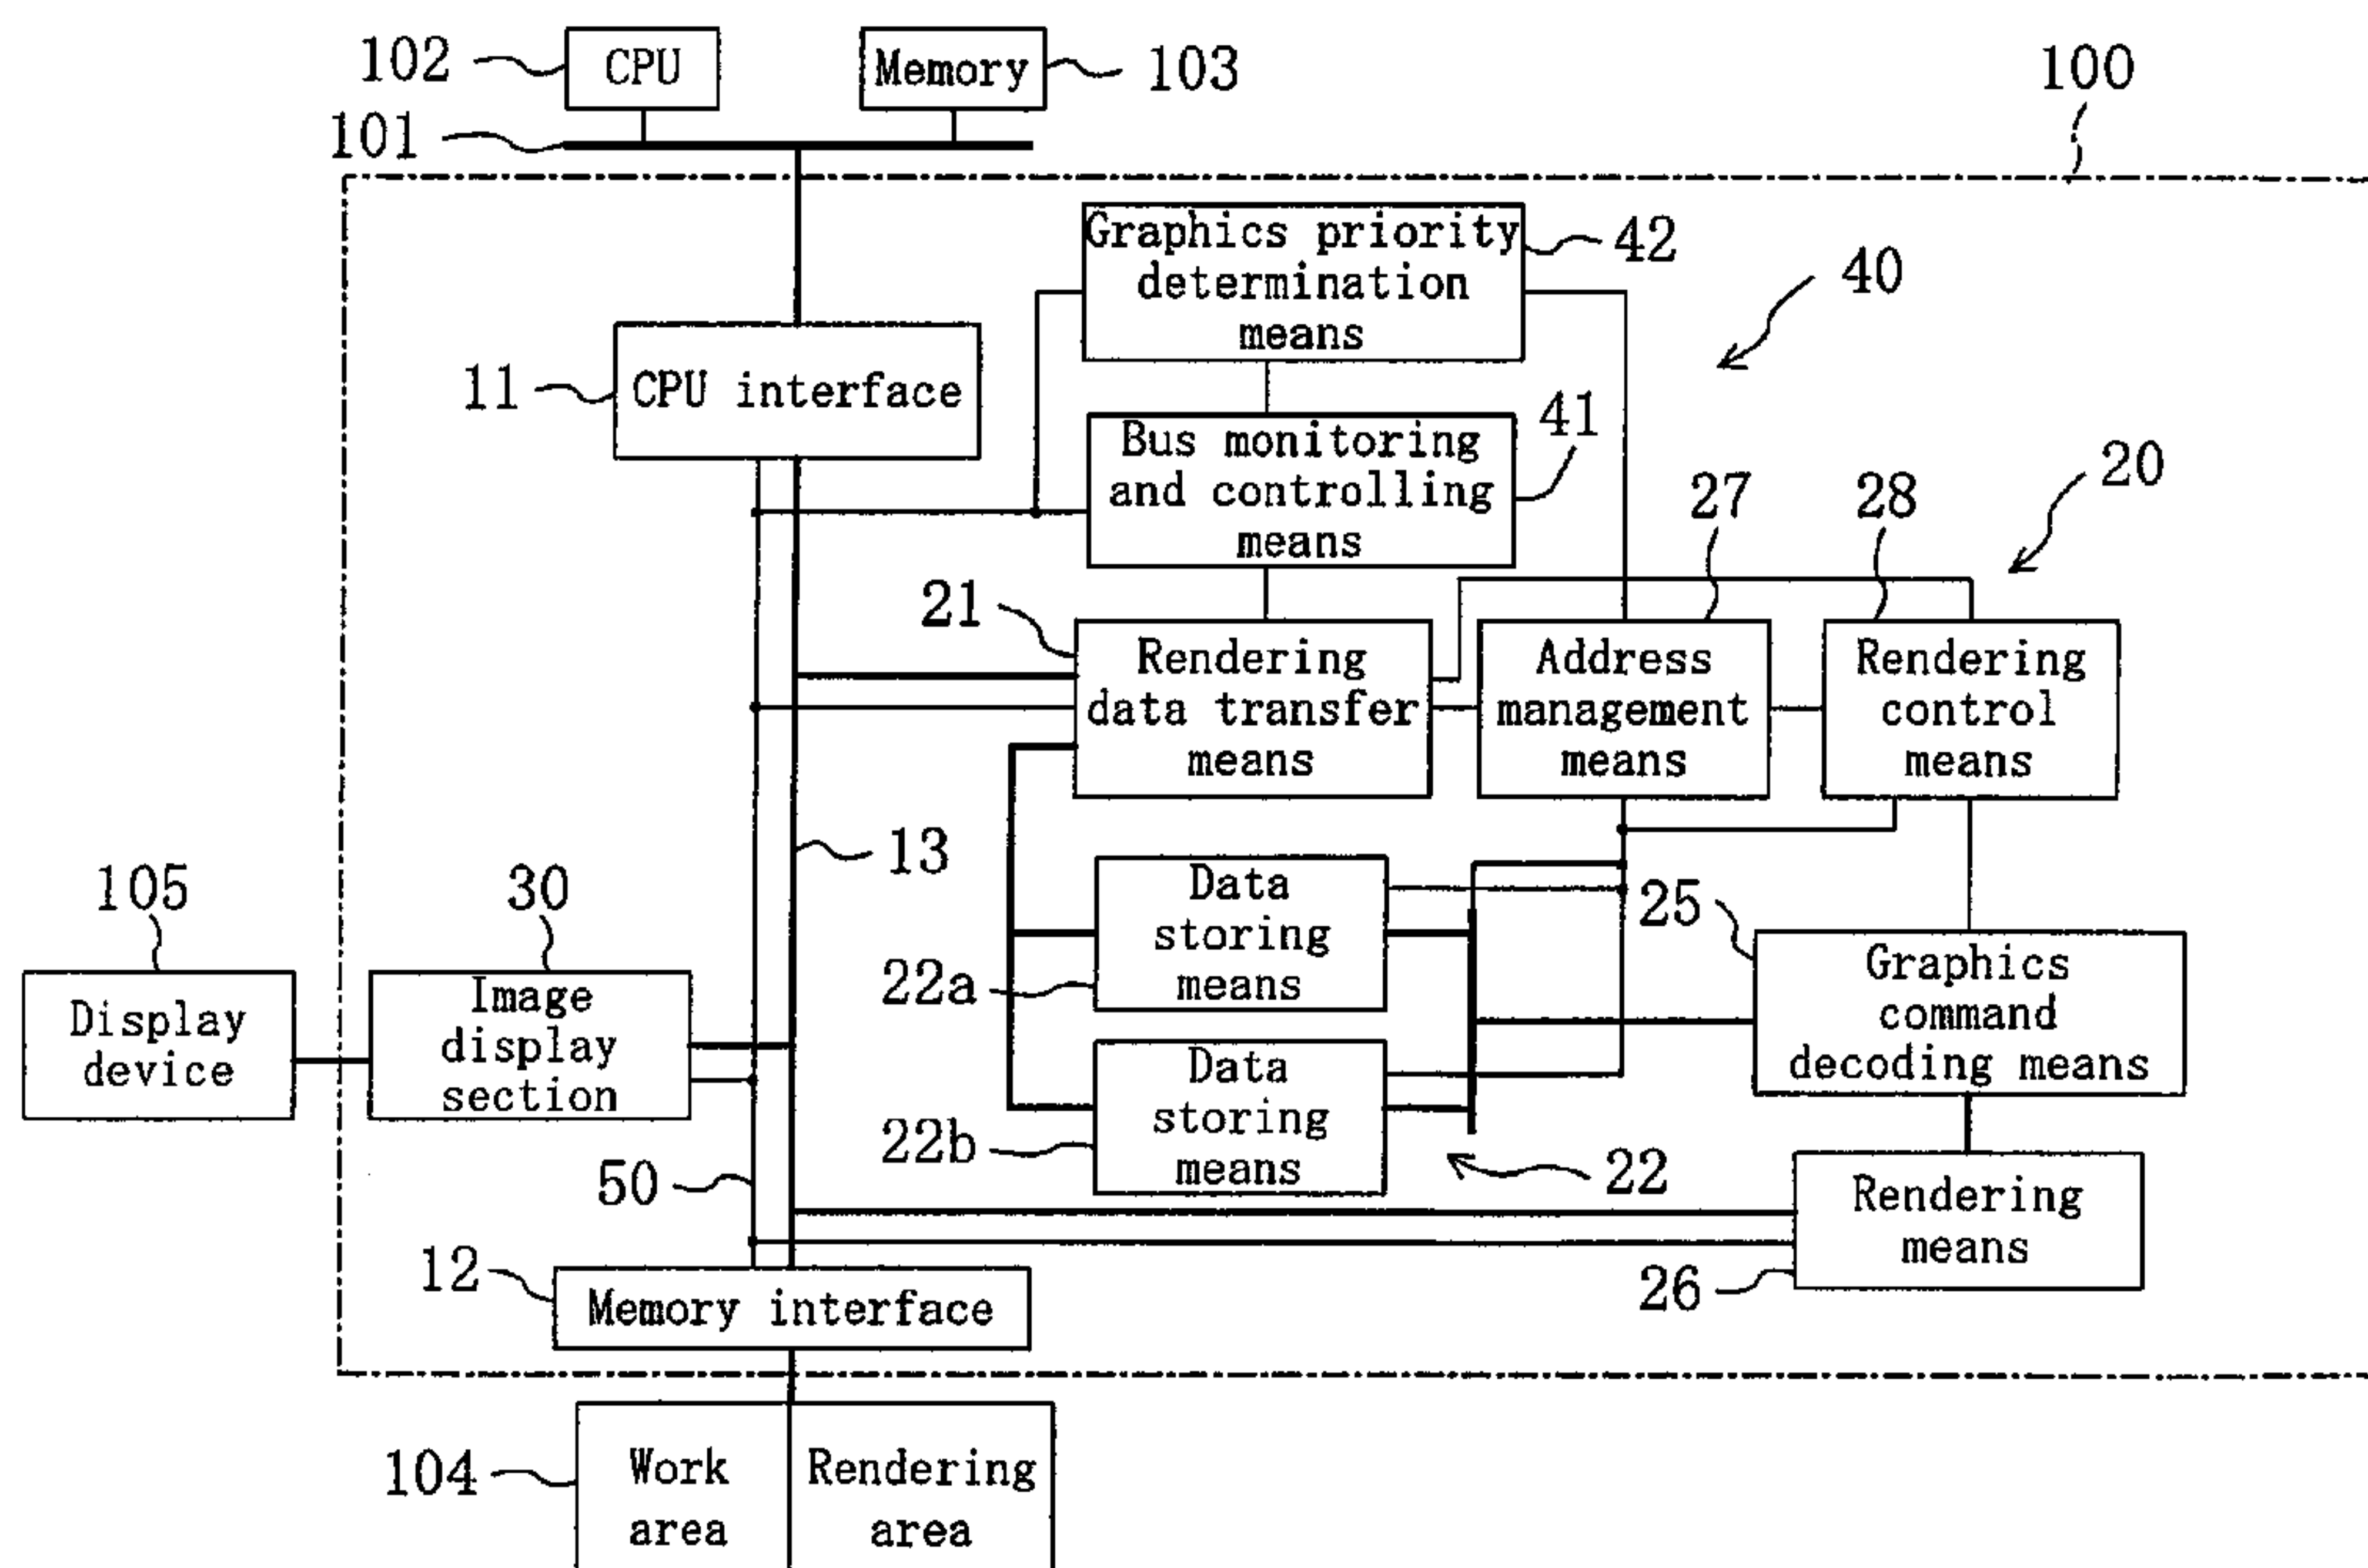 102
CPU
Memory
103
100
101
Graphics priority
determination
means
42
40
11
CPU interface
Bus monitoring
and controlling
means
41
27
28
20
21
Rendering
data transfer
means
Address
management
means
Rendering
control
means
13
105
30
Data
storing
means
22a
25
Graphics
command
decoding means
Display
device
Image
display
section
Data
storing
means
22b
22
50
Rendering
means
26
12
Memory interface
104
Work
area
Rendering
area